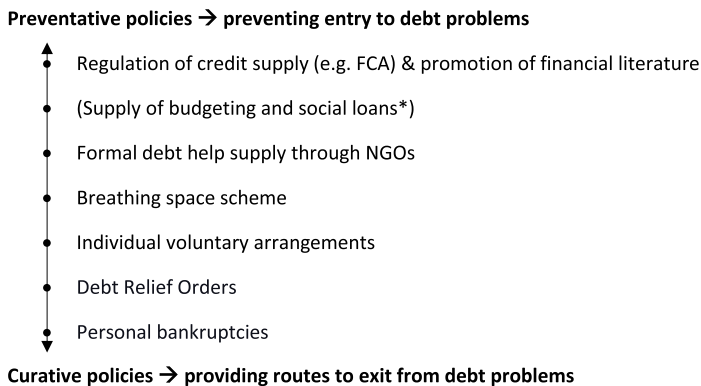 Preventative policies → preventing entry to debt problems
Regulation of credit supply (e.g. FCA) & promotion of financial literature
(Supply of budgeting and social loans*)
Formal debt help supply through NGOs
Breathing space scheme
Individual voluntary arrangements
Debt Relief Orders
Personal bankruptcies
Curative policies → providing routes to exit from debt problems